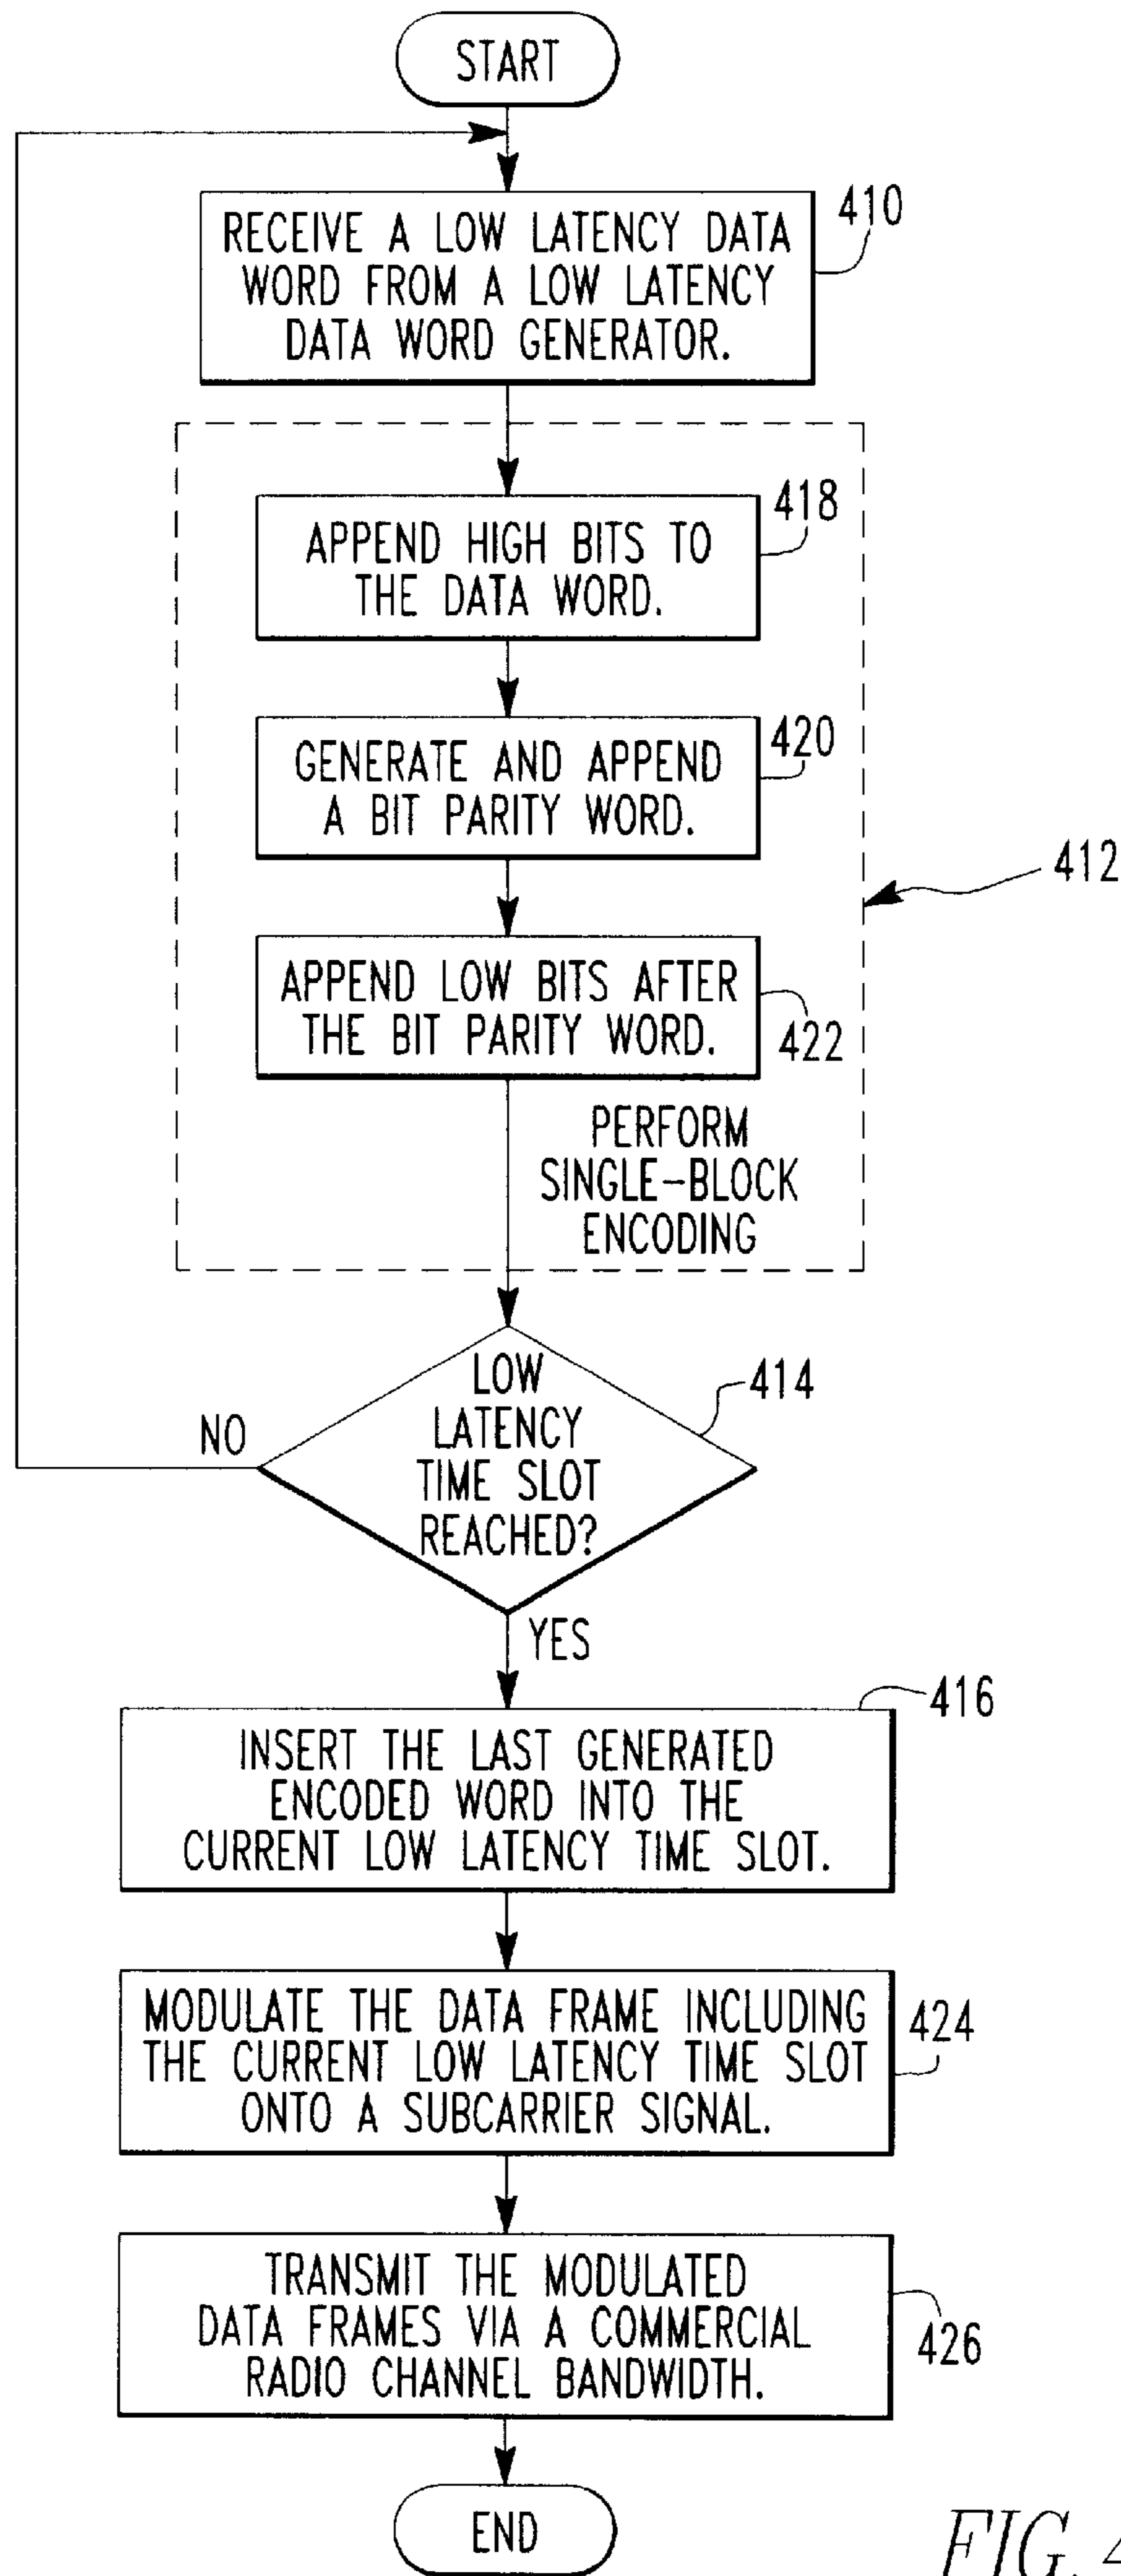 START
RECEIVE A LOW LATENCY DATA
WORD FROM A LOW LATENCY
DATA WORD GENERATOR.
410
APPEND HIGH BITS TO
THE DATA WORD.
418
GENERATE AND APPEND
A BIT PARITY WORD.
420
412
APPEND LOW BITS AFTER
THE BIT PARITY WORD.
422
PERFORM
SINGLE-BLOCK
ENCODING
LOW
LATENCY
TIME SLOT
REACHED?
414
NO
YES
INSERT THE LAST GENERATED
ENCODED WORD INTO THE
CURRENT LOW LATENCY TIME SLOT.
416
MODULATE THE DATA FRAME INCLUDING
THE CURRENT LOW LATENCY TIME SLOT
ONTO A SUBCARRIER SIGNAL.
424
TRANSMIT THE MODULATED
DATA FRAMES VIA A COMMERCIAL
RADIO CHANNEL BANDWIDTH.
426
END
FIG. 4